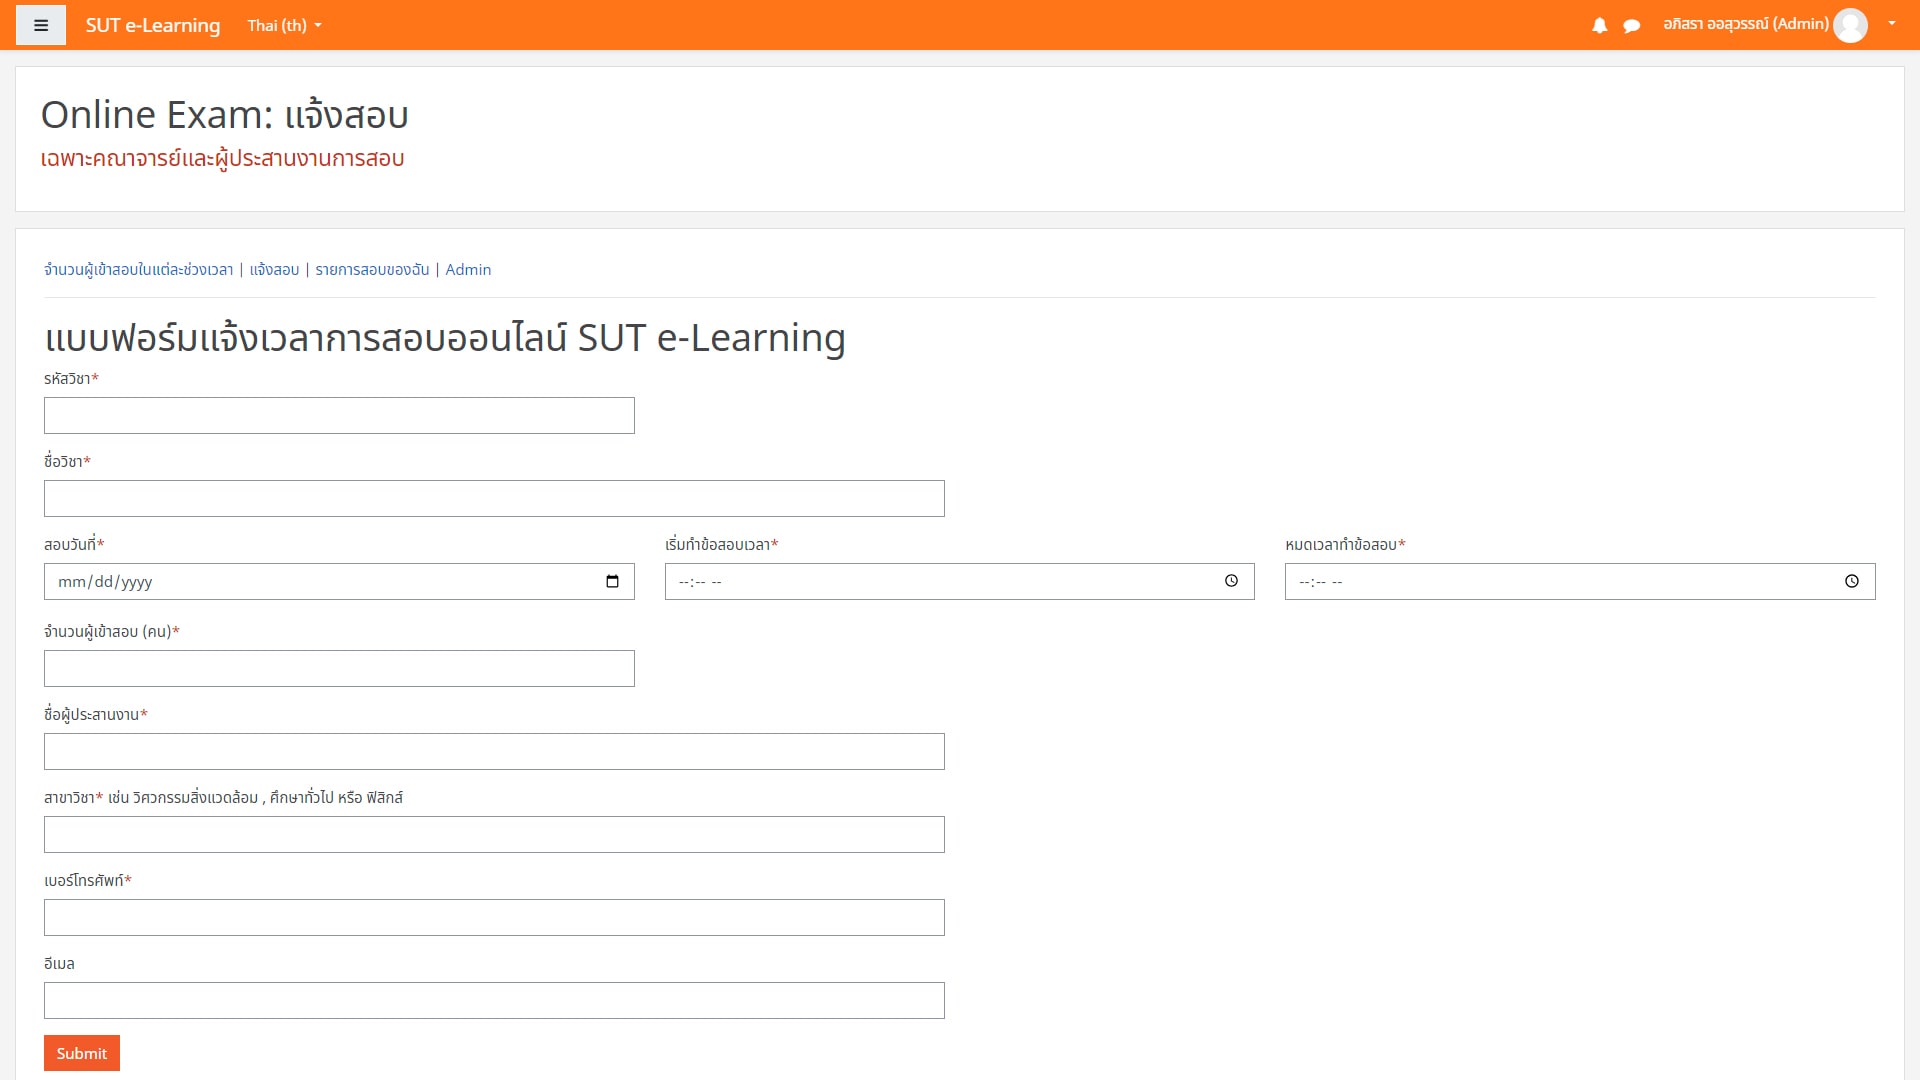 SUT e-Learning Thai (th) อภิสรา ออสุวรรณ์ (Admin)
Online Exam: แจ้งสอบ
เฉพาะคณาจารย์และผู้ประสานงานการสอบ
จำนวนผู้เข้าสอบในแต่ละช่วงเวลา | แจ้งสอบ | รายการสอบของฉัน | Admin
แบบฟอร์มแจ้งเวลาการสอบออนไลน์ SUT e-Learning
รหัสวิชา*
ชื่อวิชา*
สอบวันที่* เริ่มทำข้อสอบเวลา* หมดเวลาทำข้อสอบ*
mm/dd/yyyy --:-- -- --:-- --
จำนวนผู้เข้าสอบ (คน)*
ชื่อผู้ประสานงาน*
สาขาวิชา* เช่น วิศวกรรมสิ่งแวดล้อม , ศึกษาทั่วไป หรือ ฟิสิกส์
เบอร์โทรศัพท์*
อีเมล
Submit